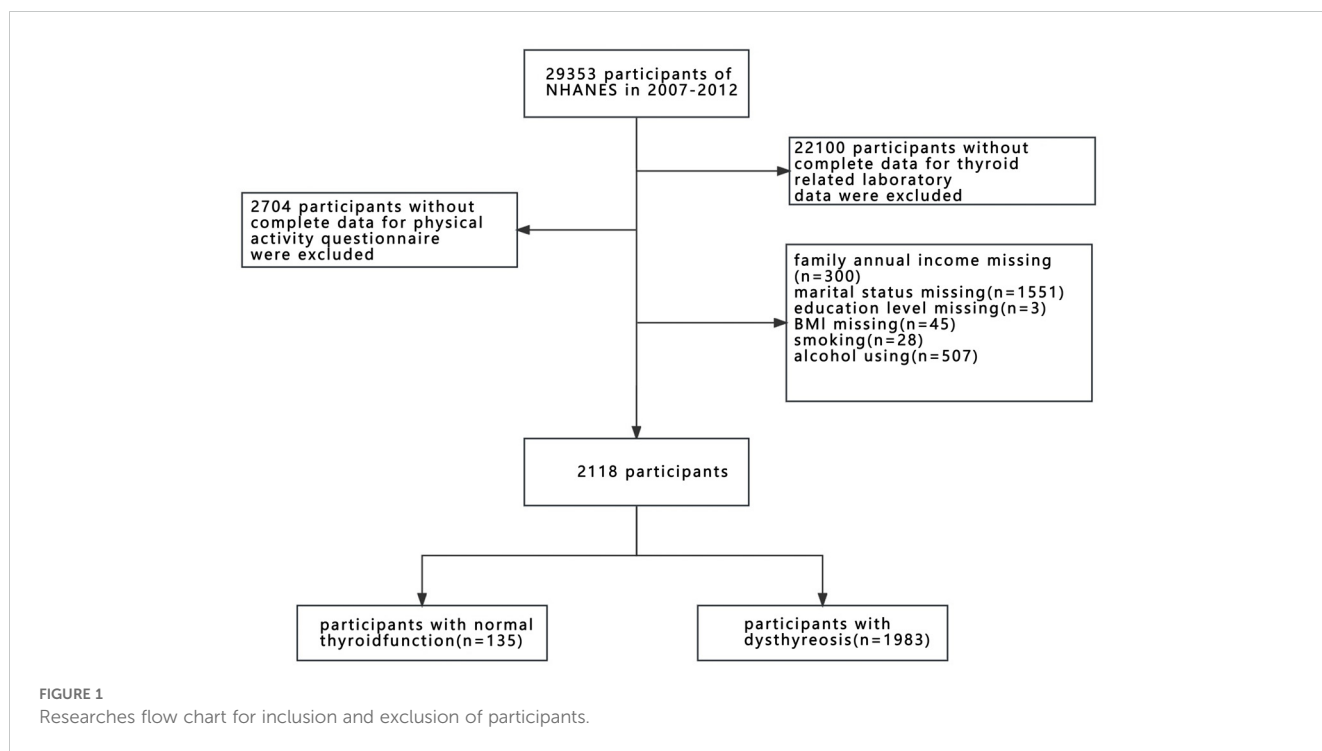 29353 participants of
NHANES in 2007-2012
22100 participants without
complete data for thyroid
related laboratory
data were excluded
2704 participants without
complete data for physical
activity questionnaire
were excluded
family annual income missing
(n=300)
marital status missing(n=1551)
education level missing(n=3)
BMI missing(n=45)
smoking(n=28)
alcohol using(n=507)
2118 participants
participants with normal
thyroidfunction(n=135)
participants with
dysthyreosis(n=1983)
FIGURE 1
Researches flow chart for inclusion and exclusion of participants.